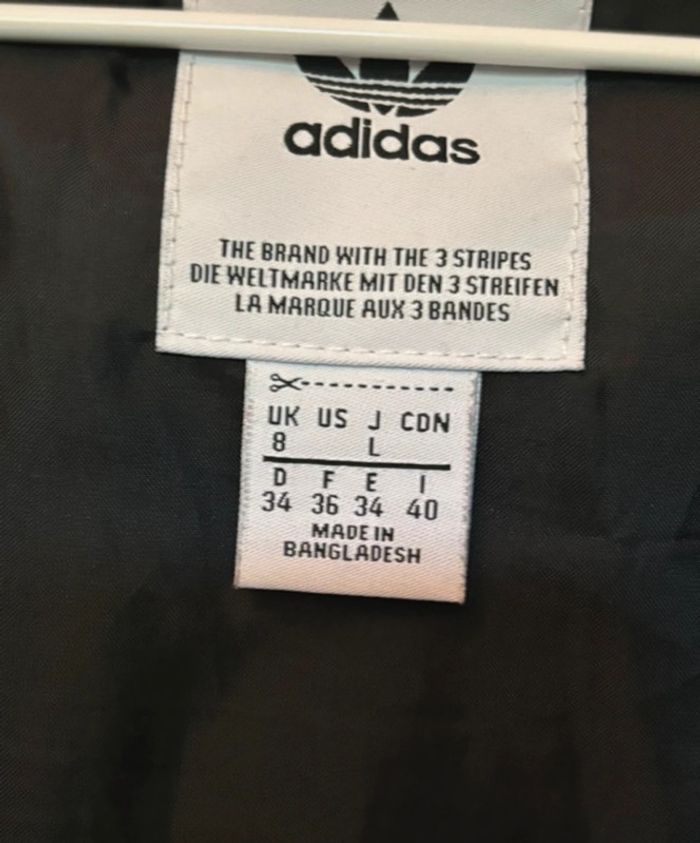 adidas
THE BRAND WITH THE 3 STRIPES
DIE WELTMARKE MIT DEN 3 STREIFEN
LA MARQUE AUX 3 BANDES
UK US J CDN
8 L
D F E I
34 36 34 40
MADE IN
BANGLADESH